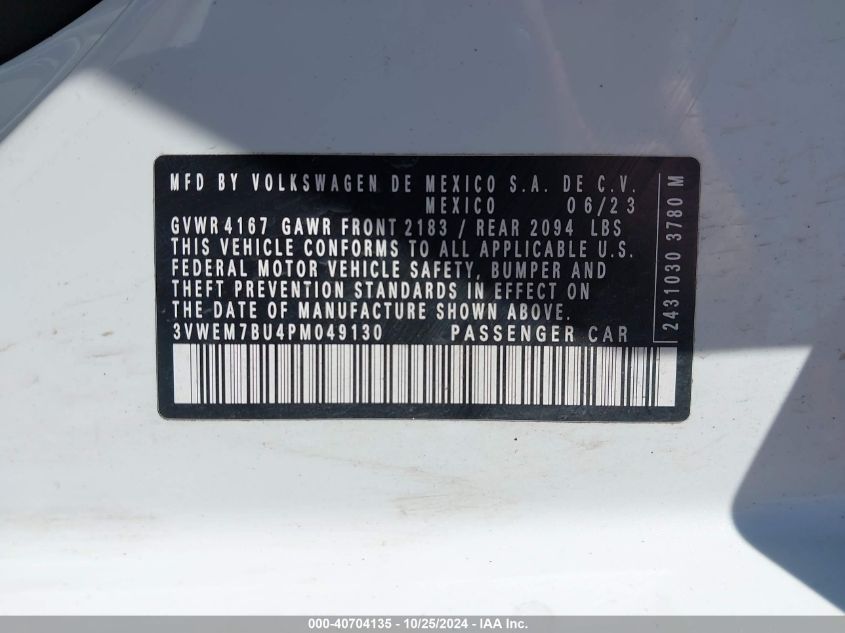 MFD BY VOLKSWAGEN DE MEXICO S.A. DE C.V.
MEXICO 06/23
GVWR 4167 GAWR FRONT 2183 / REAR 2094 LBS
THIS VEHICLE CONFORMS TO ALL APPLICABLE U.S.
FEDERAL MOTOR VEHICLE SAFETY, BUMPER AND
THEFT PREVENTION STANDARDS IN EFFECT ON
THE DATE OF MANUFACTURE SHOWN ABOVE.
3VWEM7BU4PM049130 PASSENGER CAR
2431030 3780 M
000-40704135 - 10/25/2024 - IAA Inc.